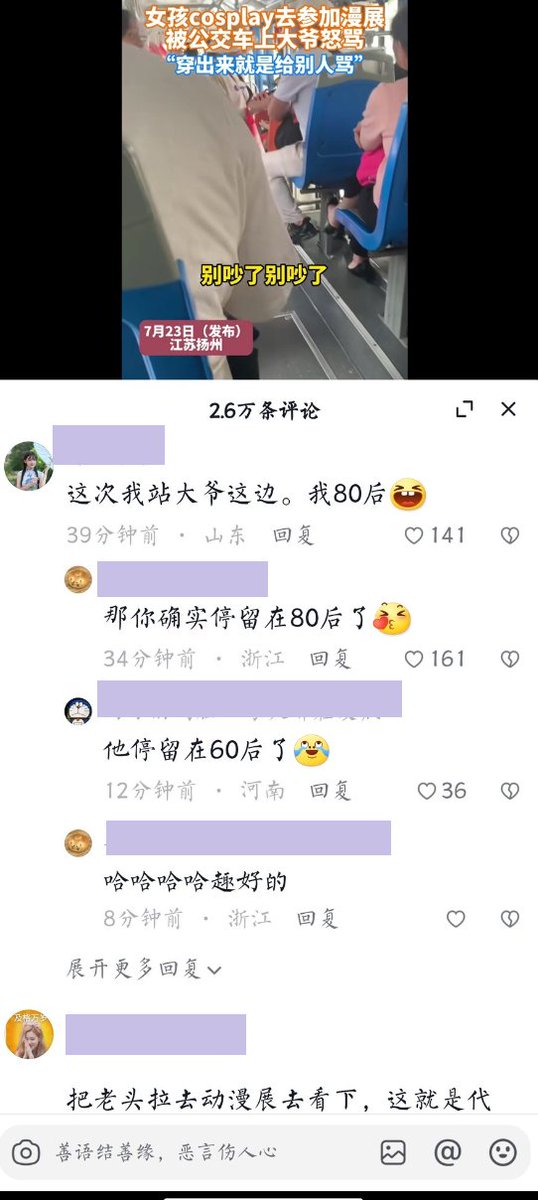 女孩cosplay去参加漫展
被公交车上大爷怒骂
“穿出来就是给别人骂”
别吵了别吵了
7月23日（发布）
江苏扬州
2.6万条评论
这次我站大爷这边。我80后
39分钟前 · 山东 回复 141
那你确实停留在80后了
34分钟前 · 浙江 回复 161
他停留在60后了
12分钟前 · 河南 回复 36
哈哈哈哈趣好的
8分钟前 · 浙江 回复
展开更多回复
及格万岁
把老头拉去动漫展去看下，这就是代
善语结善缘，恶言伤人心